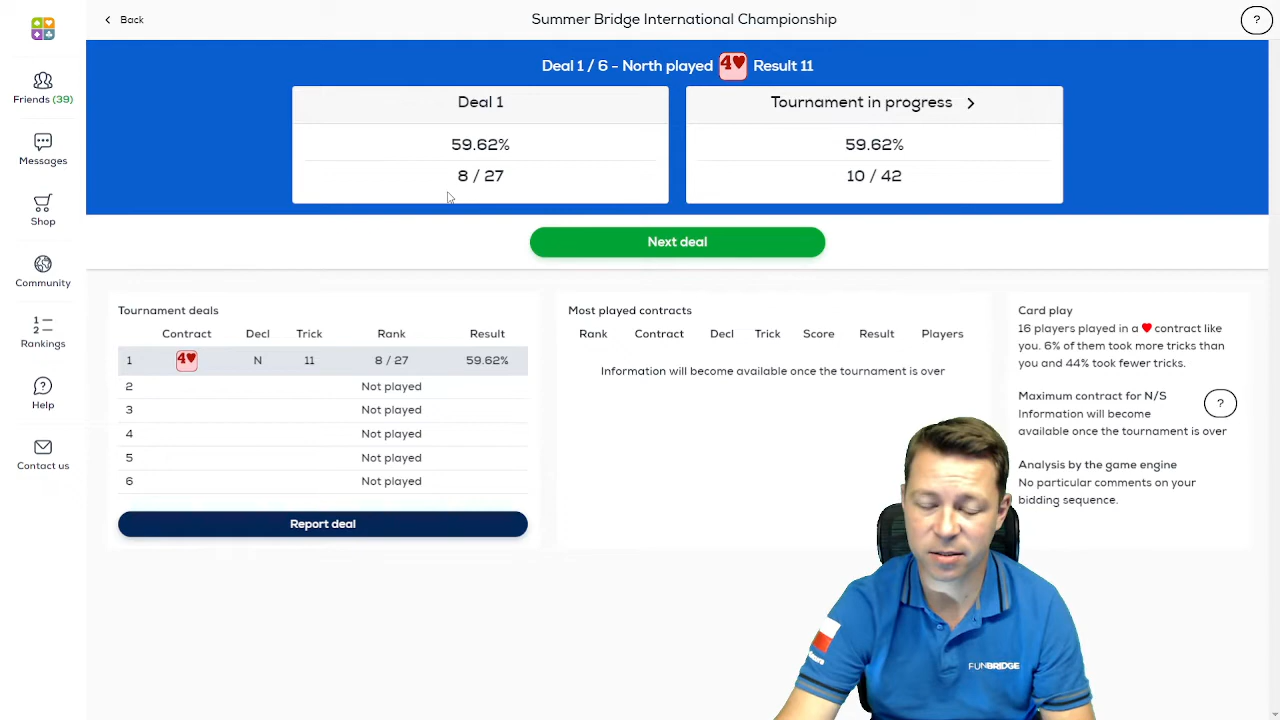 Back
Summer Bridge International Championship
?
Deal 1 / 6 - North played 4♥ Result 11
Friends (39)
Messages
Shop
Community
Rankings
Help
Contact us
Deal 1
59.62%
8 / 27
Tournament in progress
59.62%
10 / 42
Next deal
Tournament deals
Contract Decl Trick Rank Result
1 4♥ N 11 8 / 27 59.62%
2 Not played
3 Not played
4 Not played
5 Not played
6 Not played
Report deal
Most played contracts
Rank Contract Decl Trick Score Result Players
Information will become available once the tournament is over
Card play
16 players played in a ♥ contract like
you. 6% of them took more tricks than
you and 44% took fewer tricks.
Maximum contract for N/S
Information will become
available once the tournament is over
?
Analysis by the game engine
No particular comments on your
bidding sequence.
FUNBRIDGE